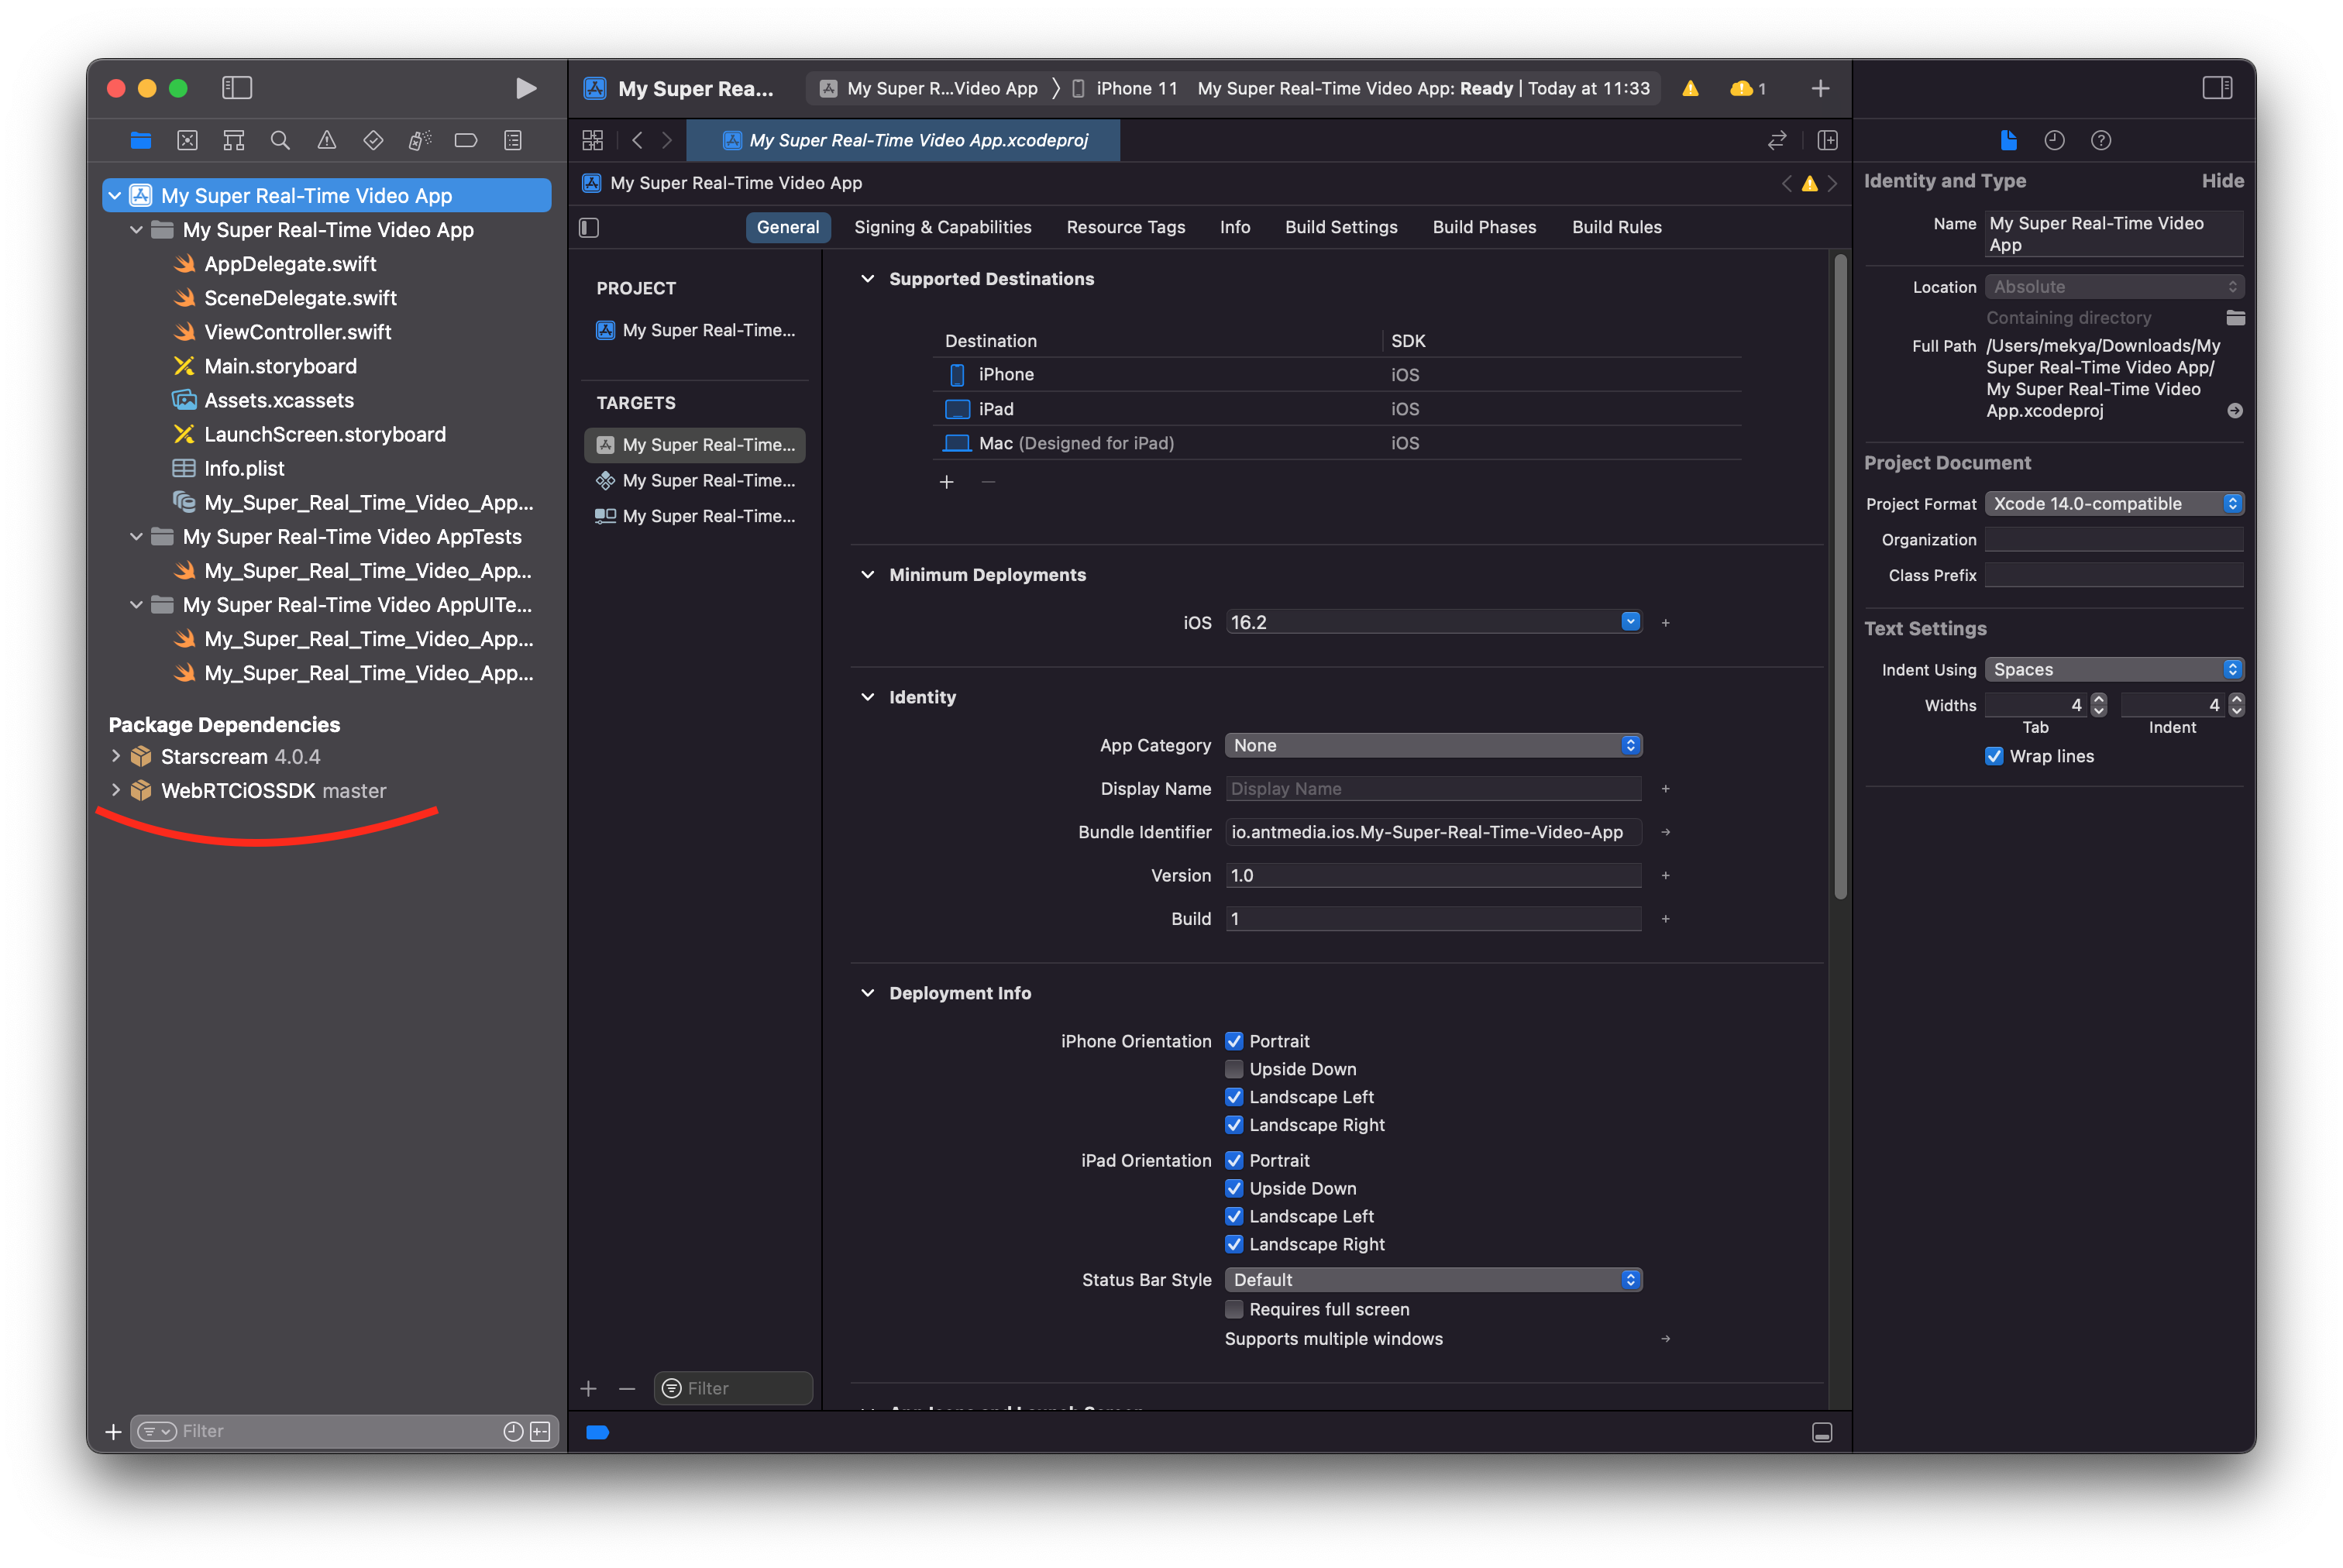 My Super Rea...
My Super R...Video App
iPhone 11
My Super Real-Time Video App: Ready | Today at 11:33
1
My Super Real-Time Video App
My Super Real-Time Video App
AppDelegate.swift
SceneDelegate.swift
ViewController.swift
Main.storyboard
Assets.xcassets
LaunchScreen.storyboard
Info.plist
My_Super_Real_Time_Video_App...
My Super Real-Time Video AppTests
My_Super_Real_Time_Video_App...
My Super Real-Time Video AppUITe...
My_Super_Real_Time_Video_App...
My_Super_Real_Time_Video_App...
Package Dependencies
Starscream 4.0.4
WebRTCiOSSDK master
Filter
My Super Real-Time Video App.xcodeproj
My Super Real-Time Video App
General
Signing & Capabilities
Resource Tags
Info
Build Settings
Build Phases
Build Rules
PROJECT
My Super Real-Time...
TARGETS
My Super Real-Time...
My Super Real-Time...
My Super Real-Time...
Filter
Supported Destinations
Destination
SDK
iPhone
iOS
iPad
iOS
Mac (Designed for iPad)
iOS
Minimum Deployments
iOS
16.2
Identity
App Category
None
Display Name
Display Name
Bundle Identifier
io.antmedia.ios.My-Super-Real-Time-Video-App
Version
1.0
Build
1
Deployment Info
iPhone Orientation
Portrait
Upside Down
Landscape Left
Landscape Right
iPad Orientation
Portrait
Upside Down
Landscape Left
Landscape Right
Status Bar Style
Default
Requires full screen
Supports multiple windows
Identity and Type
Hide
Name
My Super Real-Time Video
App
Location
Absolute
Containing directory
Full Path
/Users/mekya/Downloads/My
Super Real-Time Video App/
My Super Real-Time Video
App.xcodeproj
Project Document
Project Format
Xcode 14.0-compatible
Organization
Class Prefix
Text Settings
Indent Using
Spaces
Widths
4
4
Tab
Indent
Wrap lines